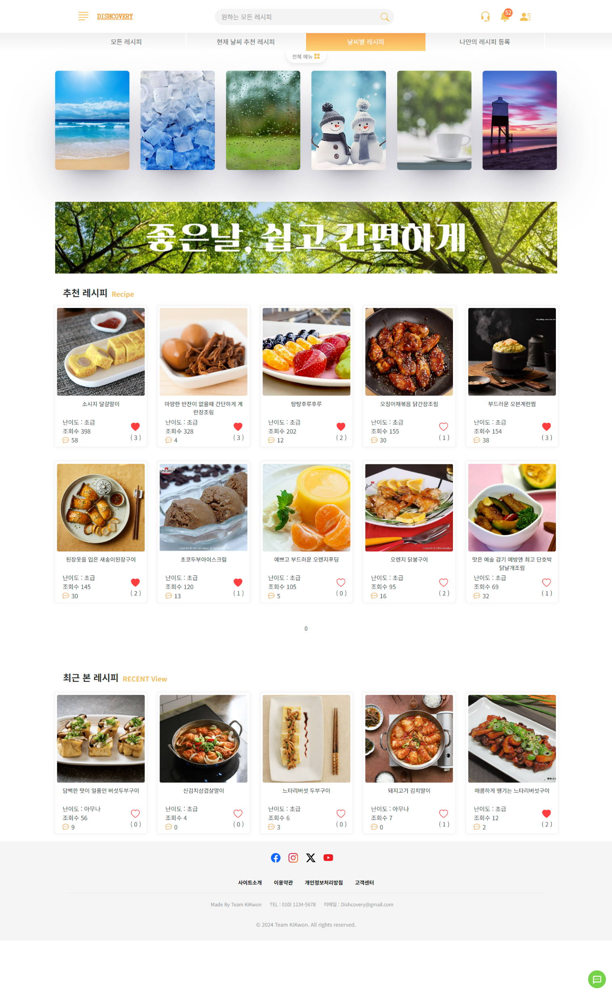 DISHCOVERY
원하는 모든 레시피
52
모든 레시피
현재 날씨 추천 레시피
날씨별 레시피
나만의 레시피 등록
전체 메뉴
좋은날, 쉽고 간편하게
추천 레시피 Recipe
소시지 달걀말이
난이도 : 초급
조회수 398
58
( 3 )
마땅한 반찬이 없을때 간단하게 계
란장조림
난이도 : 초급
조회수 328
4
( 3 )
탕탕후루후루
난이도 : 초급
조회수 202
12
( 2 )
오징어채볶음 닭간장조림
난이도 : 초급
조회수 155
30
( 1 )
부드러운 오븐계란찜
난이도 : 초급
조회수 154
38
( 3 )
된장옷을 입은 새송이된장구이
난이도 : 초급
조회수 145
30
( 2 )
초코두부아이스크림
난이도 : 초급
조회수 120
13
( 1 )
예쁘고 부드러운 오렌지푸딩
난이도 : 초급
조회수 105
5
( 0 )
오렌지 닭봉구이
난이도 : 초급
조회수 95
16
( 2 )
맛은 예술 감기 예방엔 최고 단호박
닭날개조림
난이도 : 초급
조회수 69
32
( 1 )
0
최근 본 레시피 RECENT View
담백한 맛이 일품인 버섯두부구이
난이도 : 아무나
조회수 56
9
( 0 )
신김치삼겹살말이
난이도 : 초급
조회수 4
0
( 0 )
느타리버섯 두부구이
난이도 : 초급
조회수 6
3
( 0 )
돼지고기 김치말이
난이도 : 아무나
조회수 7
0
( 1 )
매콤하게 땡기는 느타리버섯구이
난이도 : 초급
조회수 12
2
( 2 )
사이트소개 이용약관 개인정보처리방침 고객센터
Made By Team KiKwon TEL : 010) 1234-5678 이메일 : Dishcovery@gmail.com
© 2024 Team KiKwon. All rights reserved.